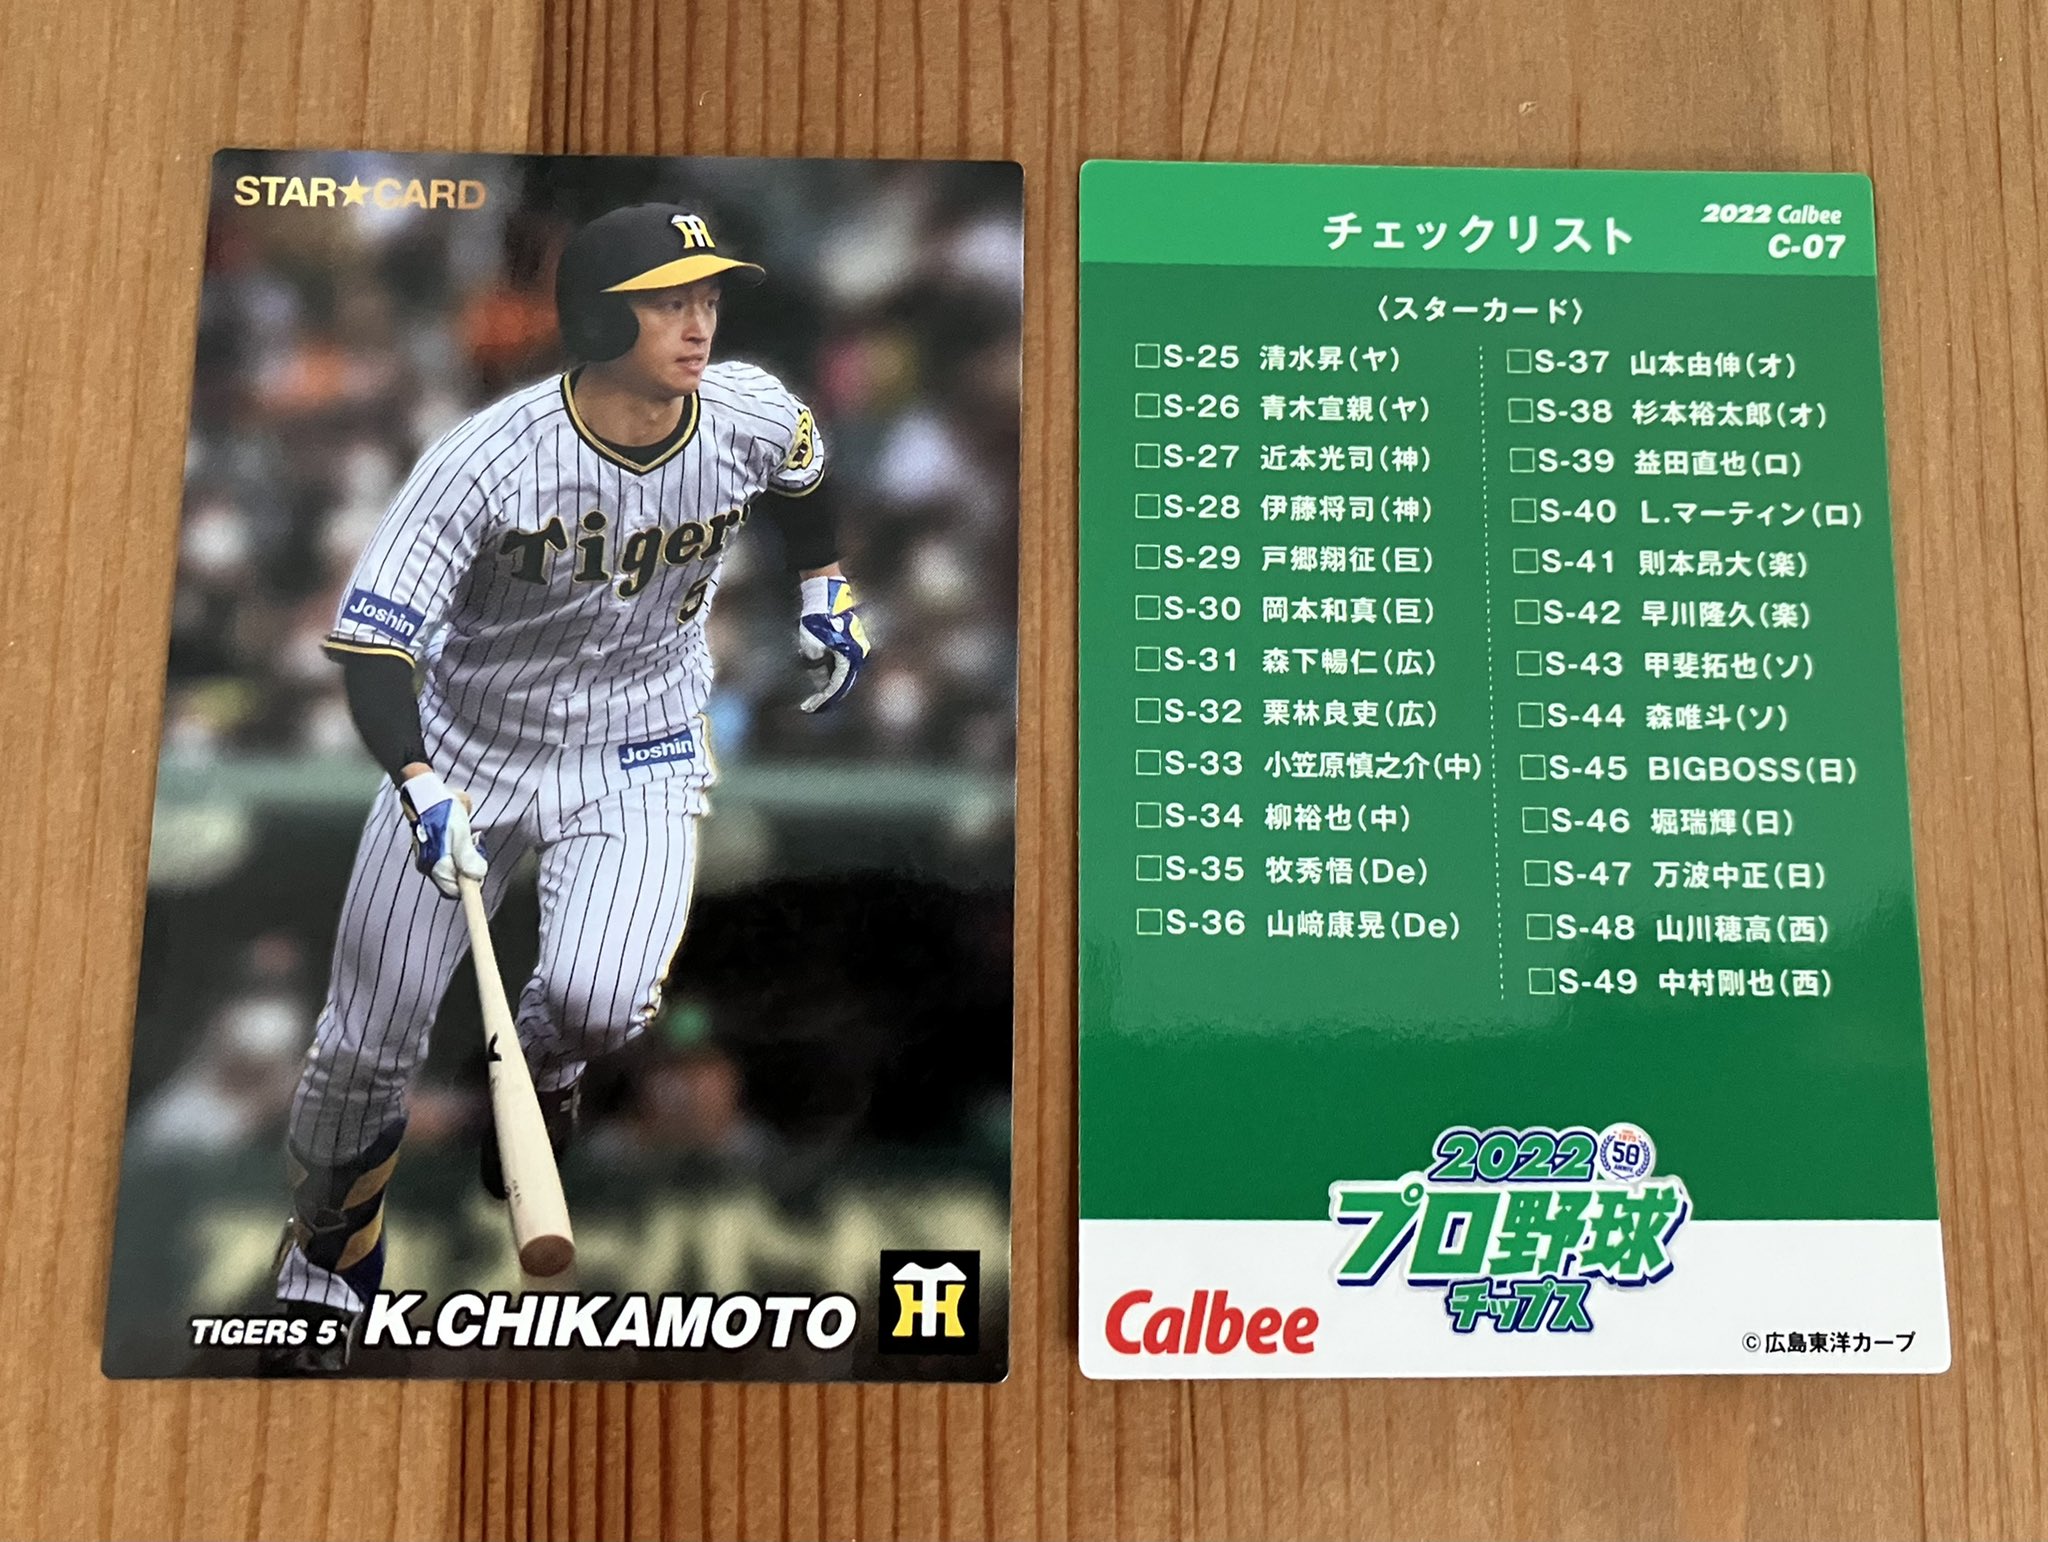 STAR★CARD
Tigers
5
Joshin
Joshin
TIGERS 5 K.CHIKAMOTO
チェックリスト
2022 Calbee
C-07
〈スターカード〉
□S-25 清水昇(ヤ)
□S-26 青木宣親(ヤ)
□S-27 近本光司(神)
□S-28 伊藤将司(神)
□S-29 戸郷翔征(巨)
□S-30 岡本和真(巨)
□S-31 森下暢仁(広)
□S-32 栗林良吏(広)
□S-33 小笠原慎之介(中)
□S-34 柳裕也(中)
□S-35 牧秀悟(De)
□S-36 山﨑康晃(De)
□S-37 山本由伸(オ)
□S-38 杉本裕太郎(オ)
□S-39 益田直也(ロ)
□S-40 L.マーティン(ロ)
□S-41 則本昂大(楽)
□S-42 早川隆久(楽)
□S-43 甲斐拓也(ソ)
□S-44 森唯斗(ソ)
□S-45 BIGBOSS(日)
□S-46 堀瑞輝(日)
□S-47 万波中正(日)
□S-48 山川穂高(西)
□S-49 中村剛也(西)
2022
50
プロ野球
チップス
Calbee
©広島東洋カープ